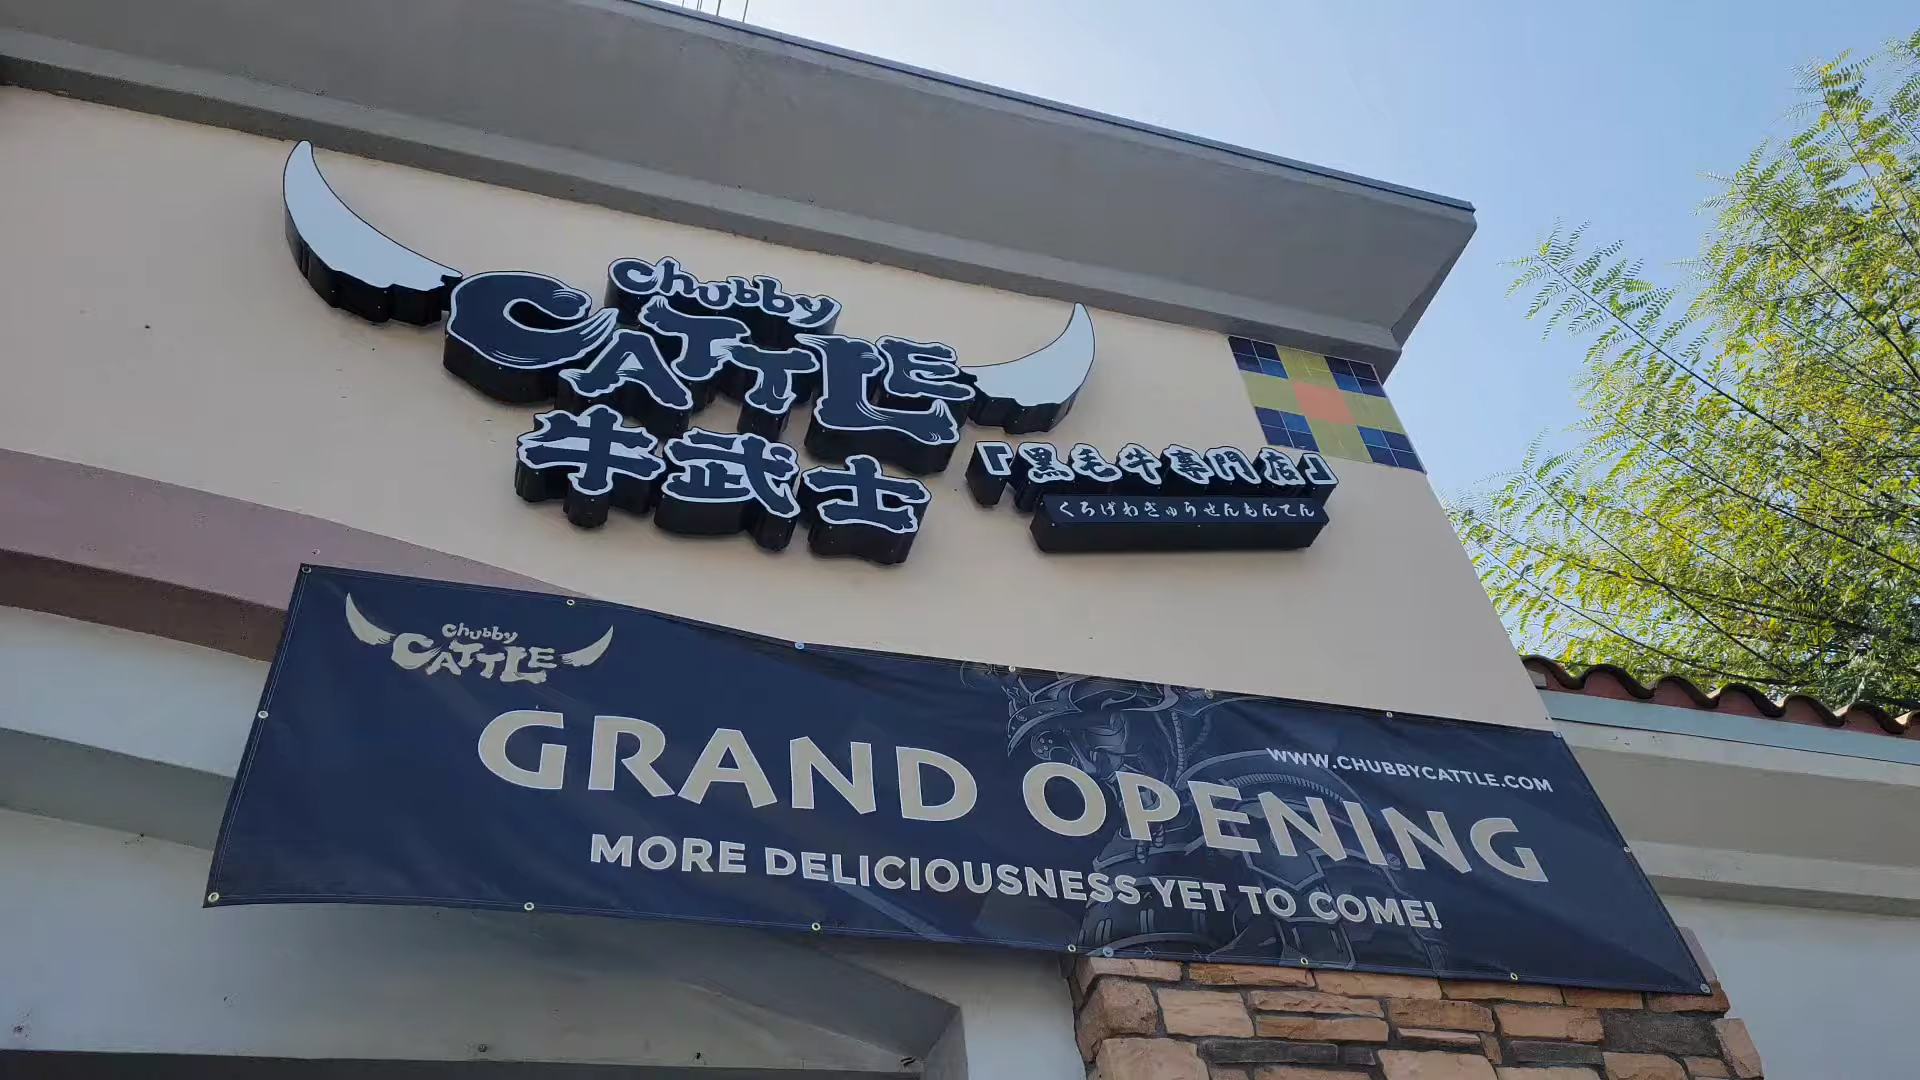 Chubby
CATTLE
牛武士
『黒毛牛専門店』
くろげわぎゅうせんもんてん
Chubby
CATTLE
WWW.CHUBBYCATTLE.COM
GRAND OPENING
MORE DELICIOUSNESS YET TO COME!